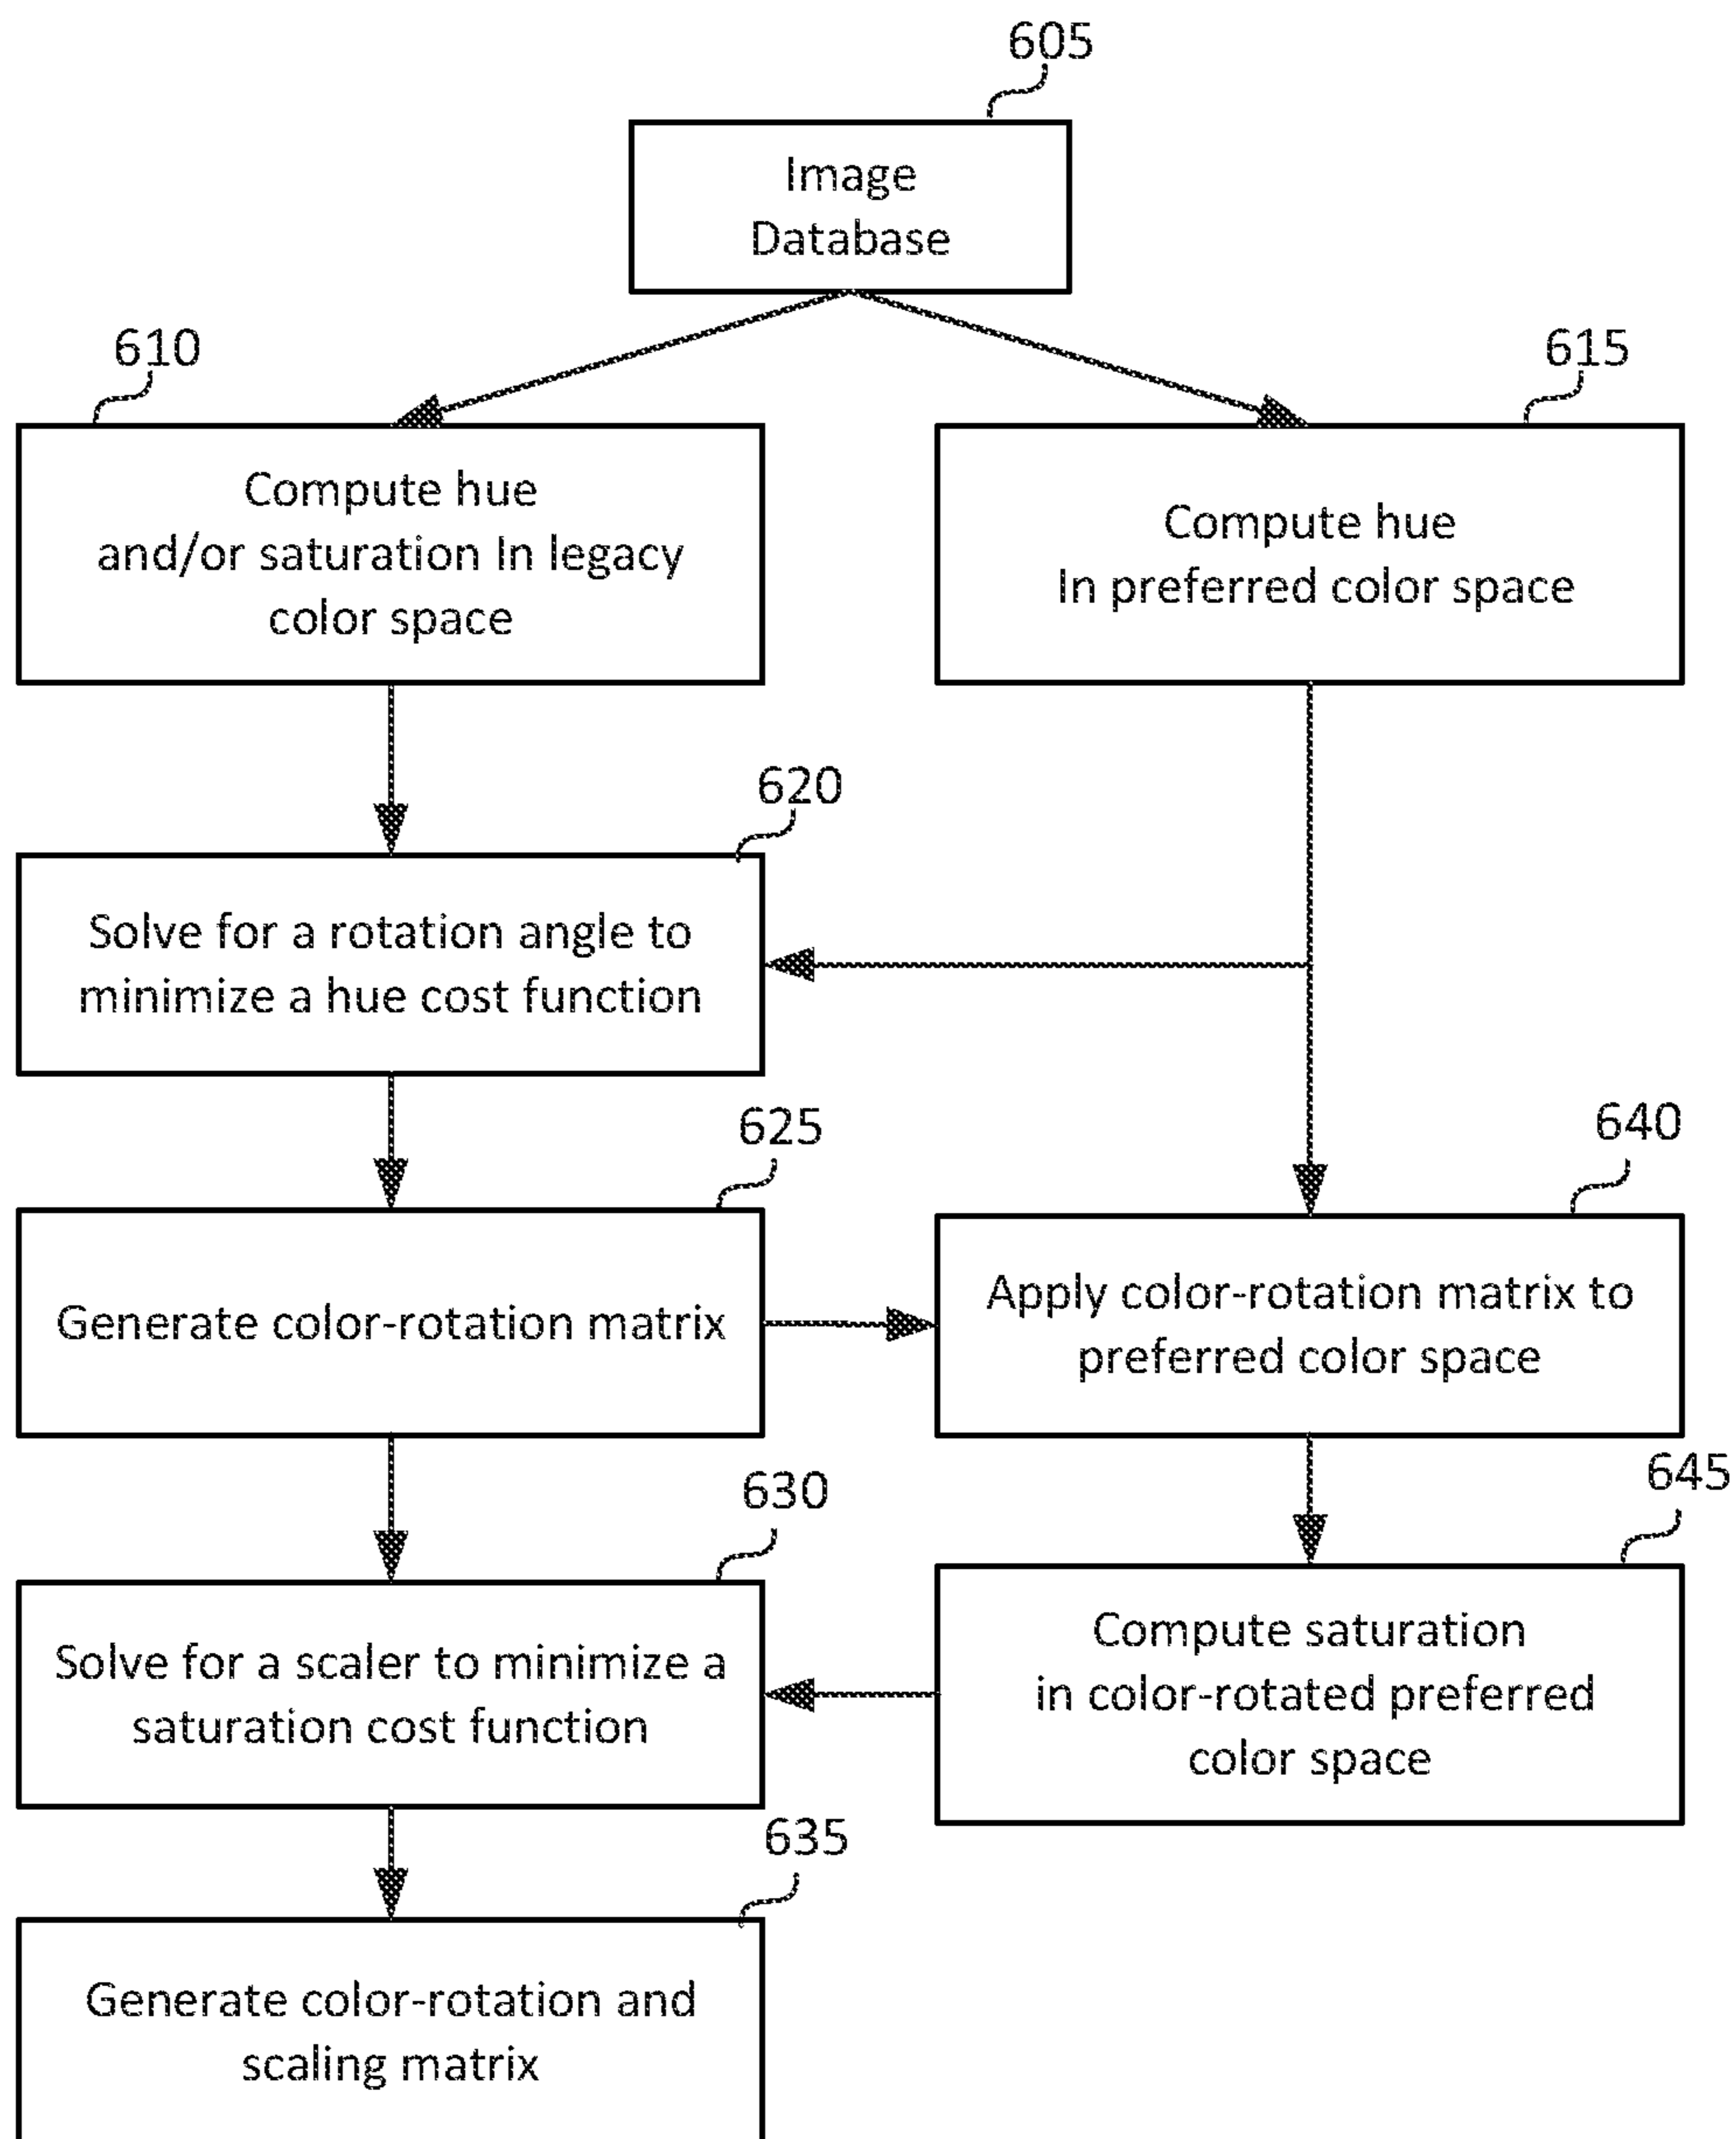 605
Image
Database
610
615
Compute hue
and/or saturation In legacy
color space
Compute hue
In preferred color space
620
Solve for a rotation angle to
minimize a hue cost function
625
640
Generate color-rotation matrix
Apply color-rotation matrix to
preferred color space
630
645
Solve for a scaler to minimize a
saturation cost function
Compute saturation
in color-rotated preferred
color space
635
Generate color-rotation and
scaling matrix